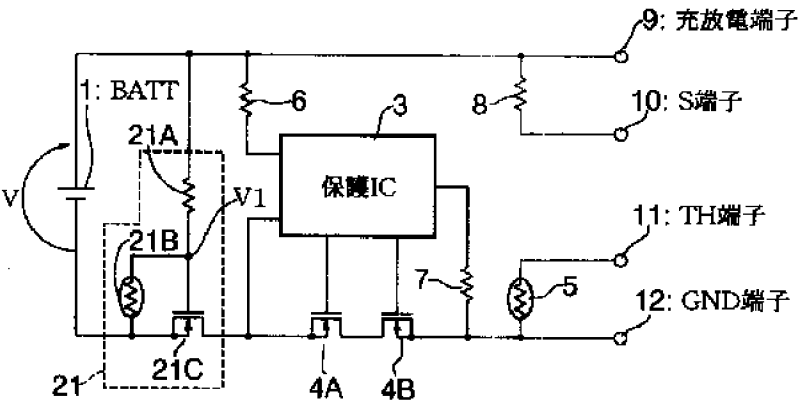 9: 充放電端子
1: BATT
6
3
8
10: S端子
21A
保護IC
V
V1
11: TH端子
21B
7
5
12: GND端子
21C
21
4A
4B